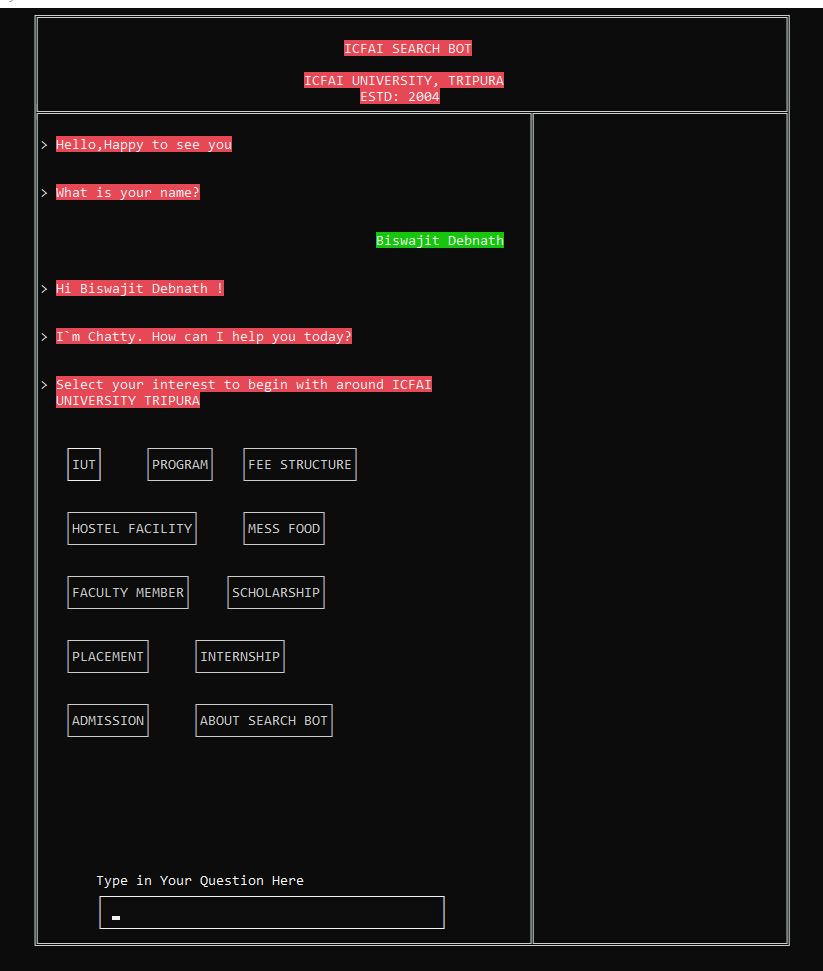 ICFAI SEARCH BOT
ICFAI UNIVERSITY, TRIPURA
ESTD: 2004
> Hello,Happy to see you
> What is your name?
Biswajit Debnath
> Hi Biswajit Debnath !
> I`m Chatty. How can I help you today?
> Select your interest to begin with around ICFAI
UNIVERSITY TRIPURA
IUT PROGRAM FEE STRUCTURE
HOSTEL FACILITY MESS FOOD
FACULTY MEMBER SCHOLARSHIP
PLACEMENT INTERNSHIP
ADMISSION ABOUT SEARCH BOT
Type in Your Question Here